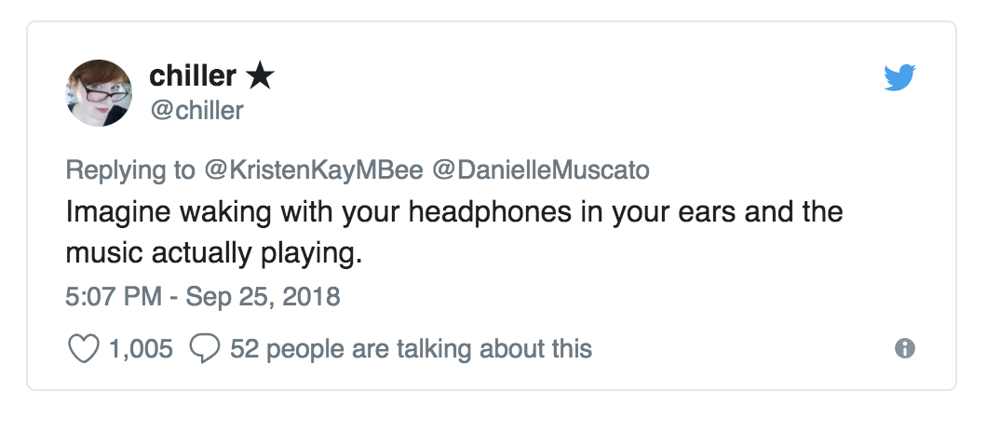 chiller ★
@chiller
Replying to @KristenKayMBee @DanielleMuscato
Imagine waking with your headphones in your ears and the
music actually playing.
5:07 PM - Sep 25, 2018
1,005 52 people are talking about this